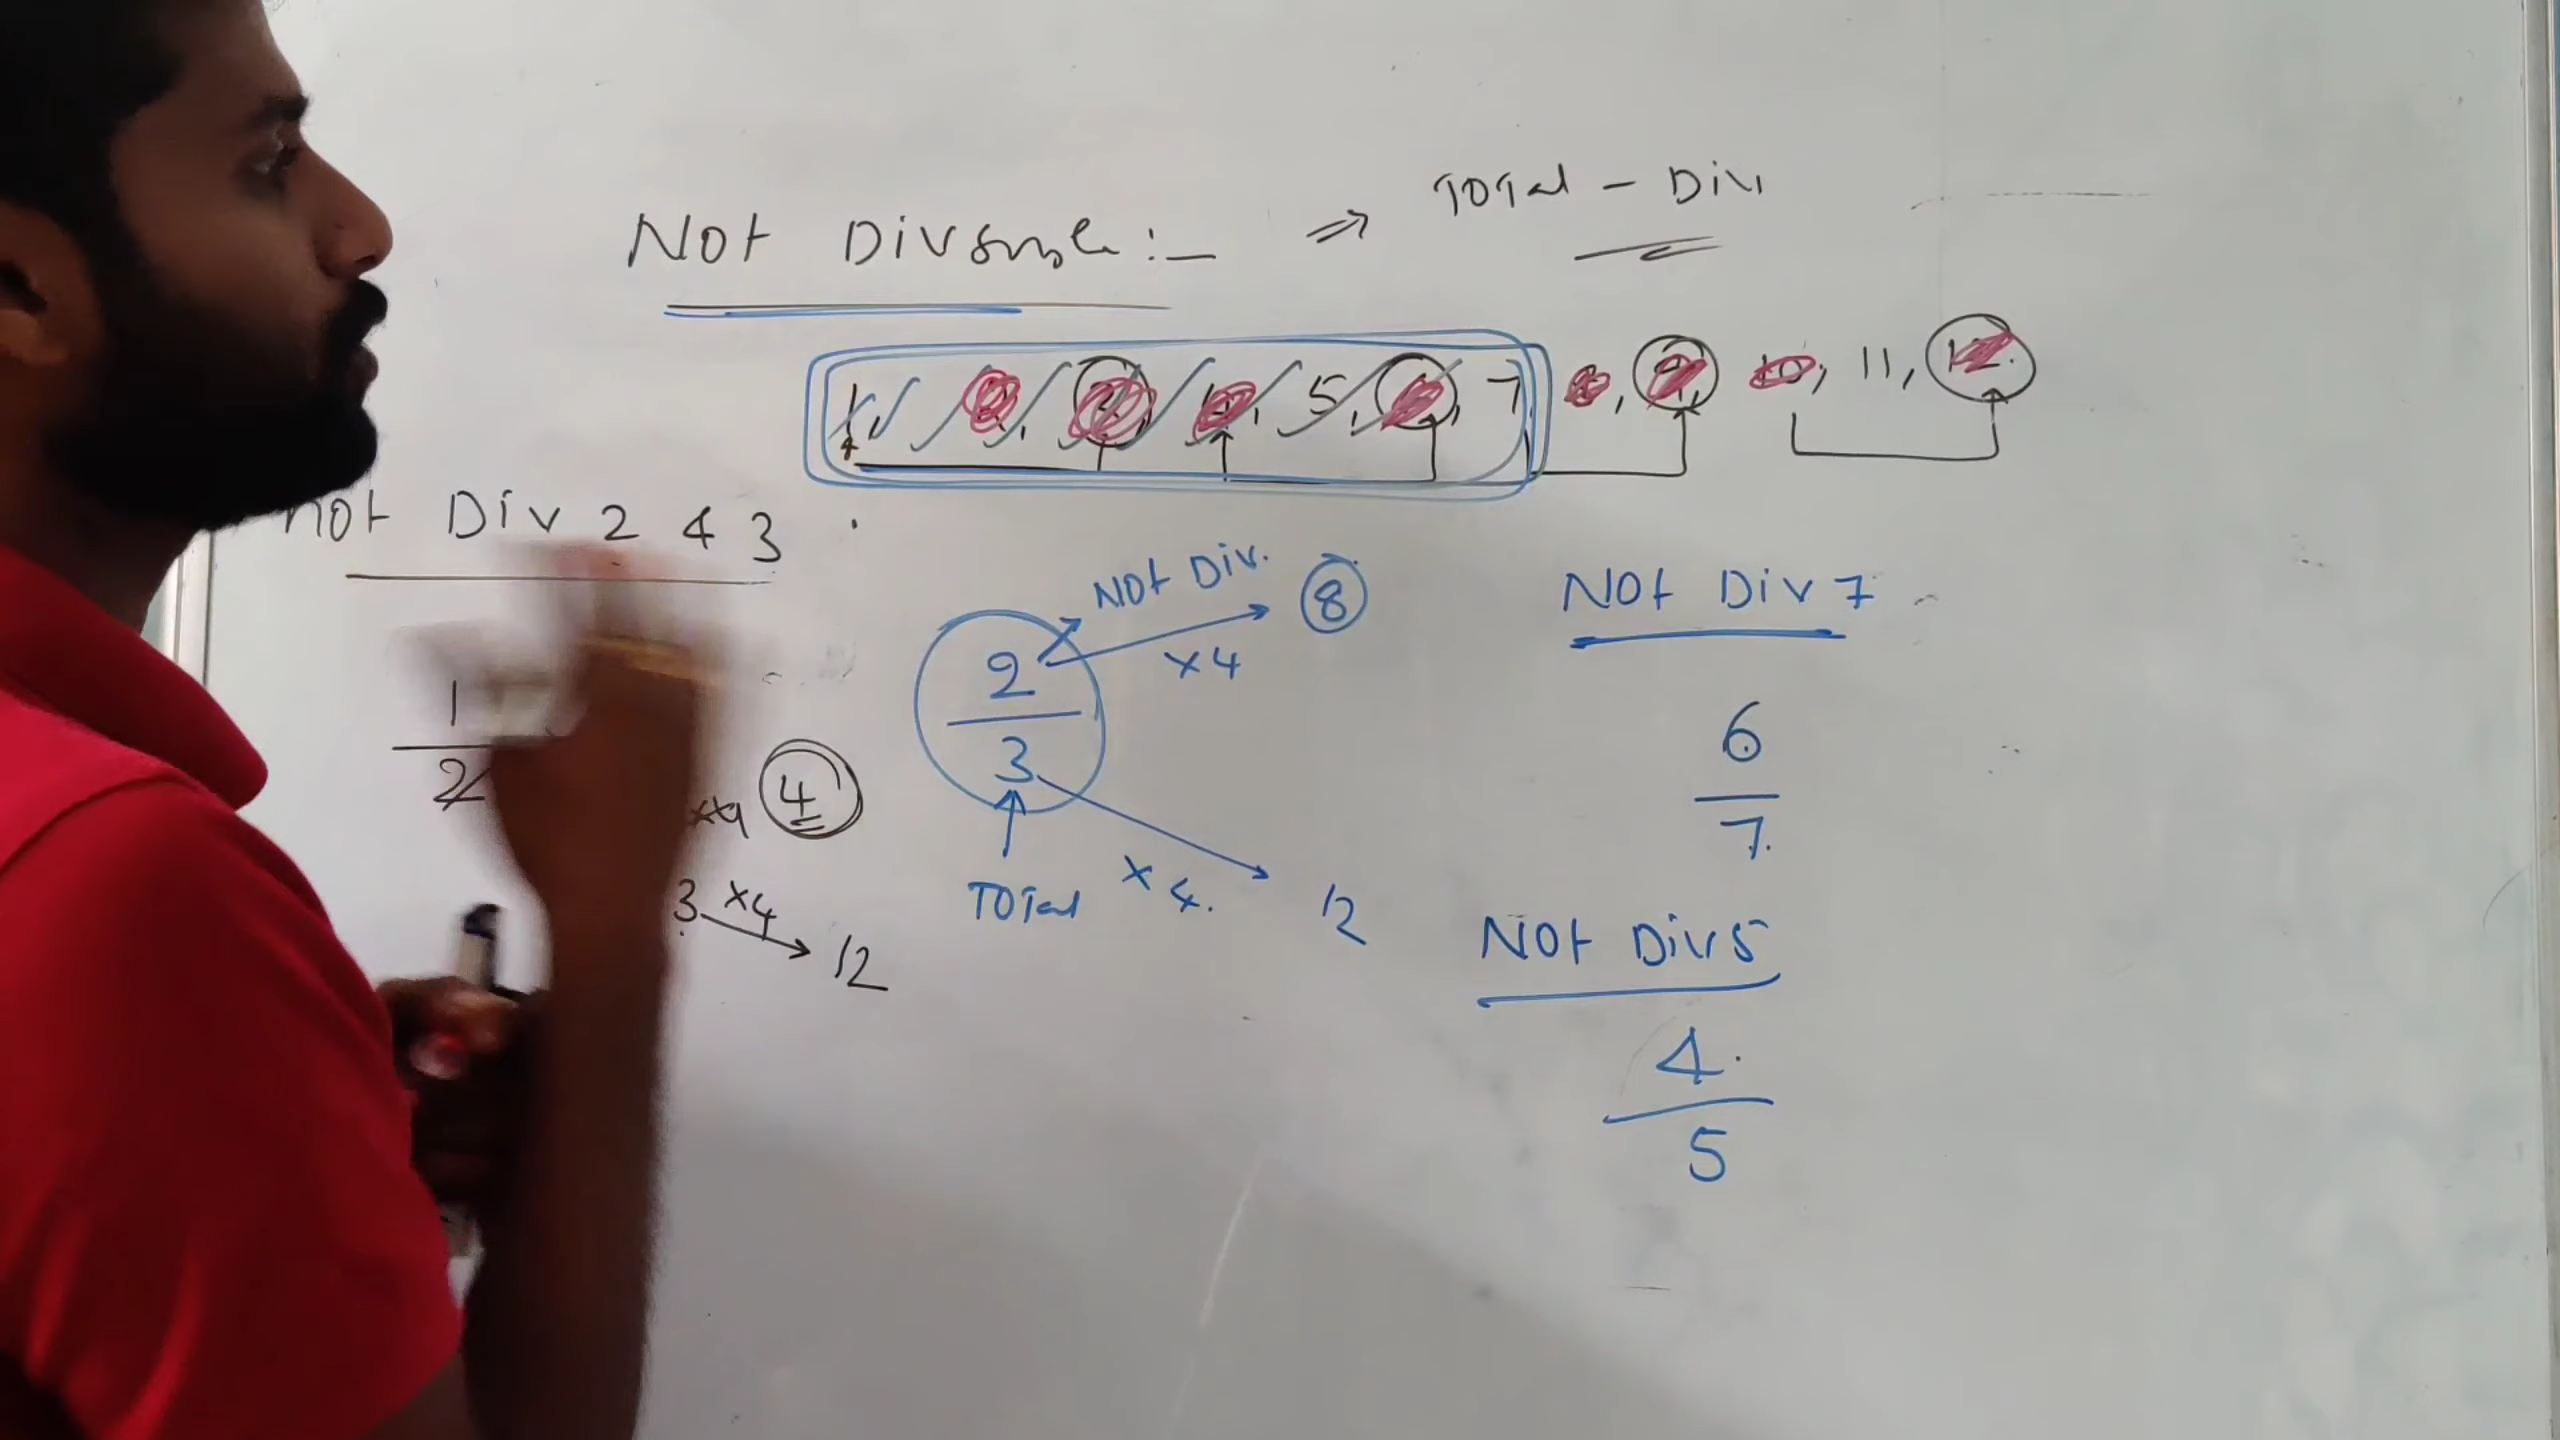 TOTal - Div
NOT
1, 2, 3, 4, 5, 6, 7, 8, 9, 10, 11, 12.
not Div 2 4 3
NOT Div.
8
x 4
2
3
TOTal
x 4.
12
1
2
4
3 x4
12
NOT Div 7
6
7.
NOT Div 5
4.
5